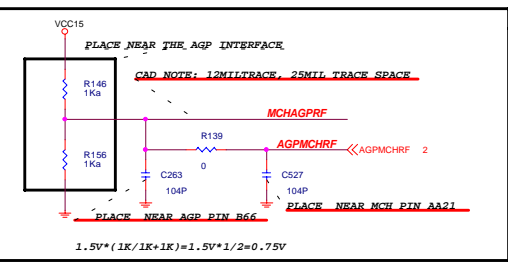 VCC15
PLACE NEAR THE AGP INTERFACE
R146
1Ka
CAD NOTE: 12MILTRACE, 25MIL TRACE SPACE
MCHAGPRF
R139
AGPMCHRF
AGPMCHRF 2
R156
1Ka
0
C263
104P
C527
104P
PLACE NEAR AGP PIN B66
PLACE NEAR MCH PIN AA21
1.5V*(1K/1K+1K)=1.5V*1/2=0.75V